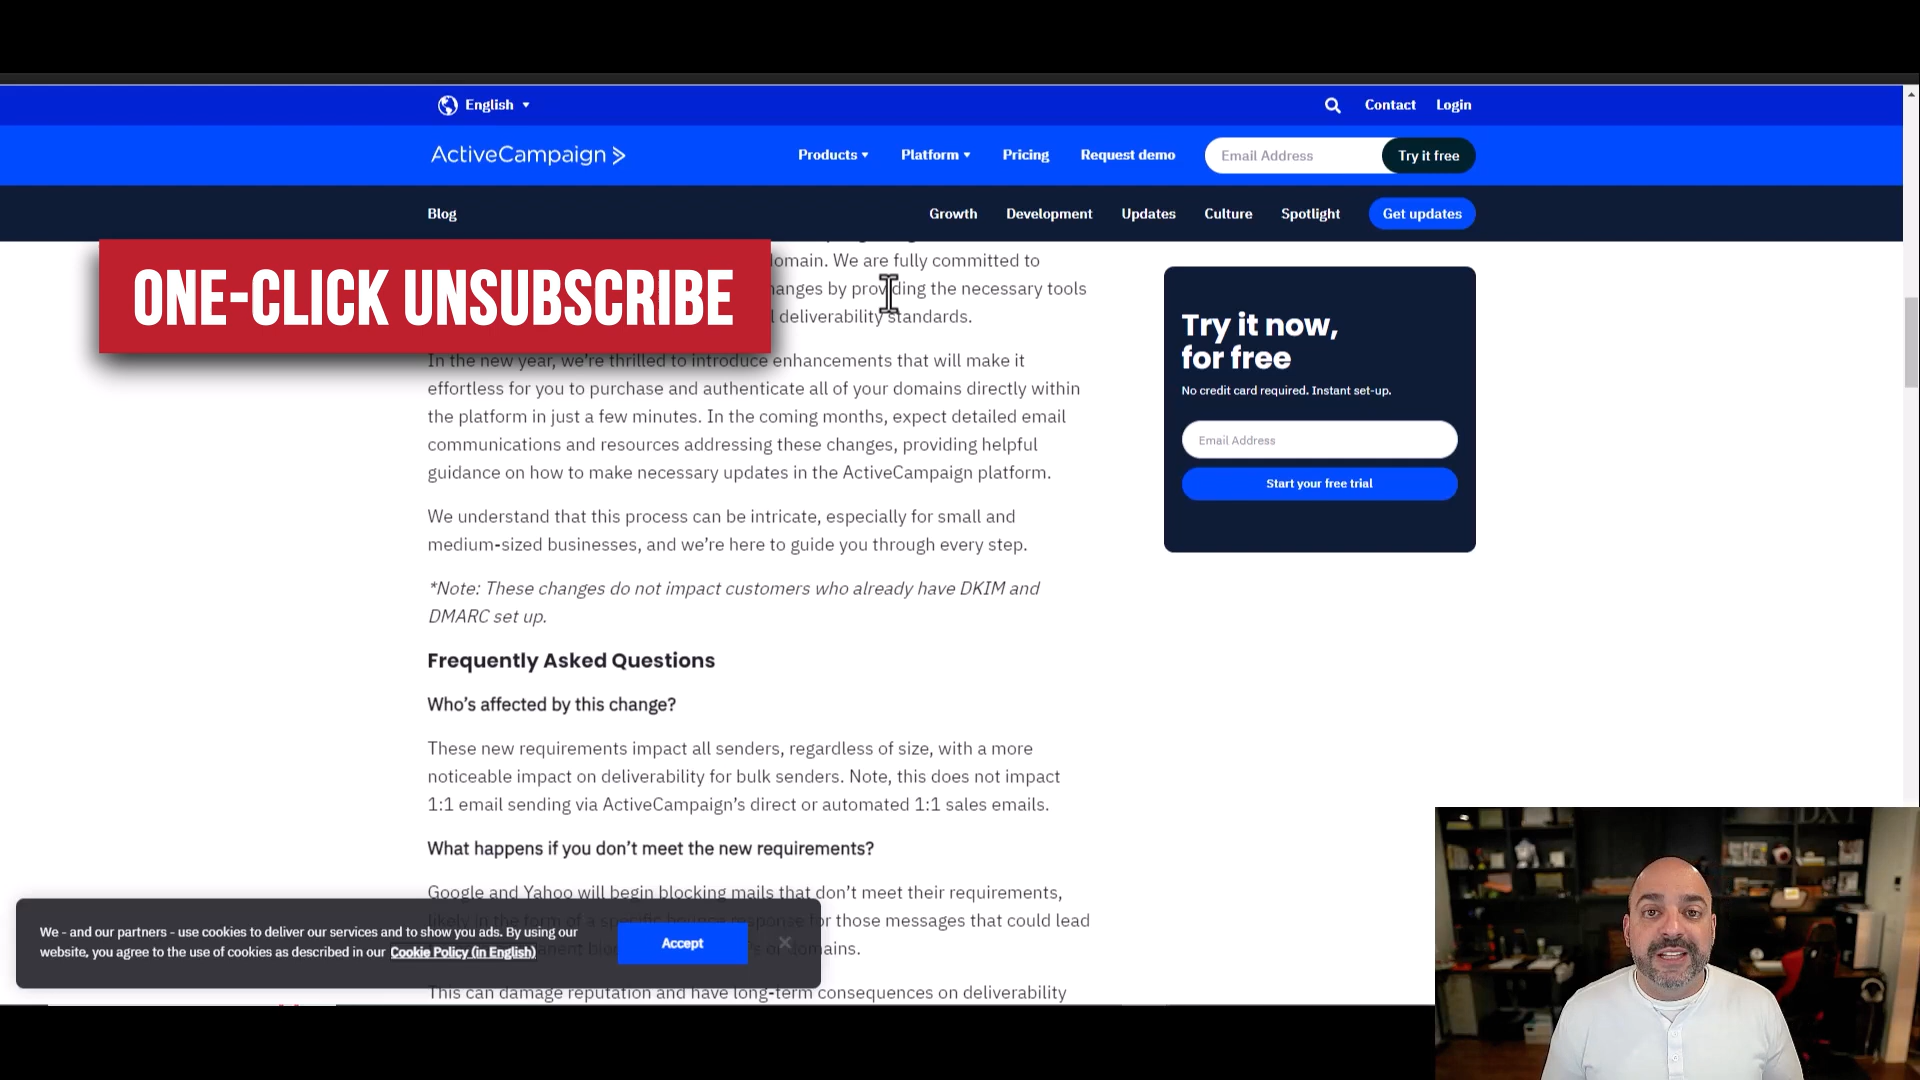 English
Contact
Login
ActiveCampaign >
Products
Platform
Pricing
Request demo
Email Address
Try it free
Blog
Growth
Development
Updates
Culture
Spotlight
Get updates
ONE-CLICK UNSUBSCRIBE
omain. We are fully committed to
anges by providing the necessary tools
deliverability standards.
In the new year, we're thrilled to introduce enhancements that will make it
effortless for you to purchase and authenticate all of your domains directly within
the platform in just a few minutes. In the coming months, expect detailed email
communications and resources addressing these changes, providing helpful
guidance on how to make necessary updates in the ActiveCampaign platform.
We understand that this process can be intricate, especially for small and
medium-sized businesses, and we're here to guide you through every step.
*Note: These changes do not impact customers who already have DKIM and
DMARC set up.
Frequently Asked Questions
Who's affected by this change?
These new requirements impact all senders, regardless of size, with a more
noticeable impact on deliverability for bulk senders. Note, this does not impact
1:1 email sending via ActiveCampaign's direct or automated 1:1 sales emails.
What happens if you don't meet the new requirements?
Google and Yahoo will begin blocking mails that don't meet their requirements,
likely in the form of a specific bounce response for those messages that could lead
domains.
This can damage reputation and have long-term consequences on deliverability
Try it now,
for free
No credit card required. Instant set-up.
Email Address
Start your free trial
We - and our partners - use cookies to deliver our services and to show you ads. By using our
website, you agree to the use of cookies as described in our Cookie Policy (in English)
Accept